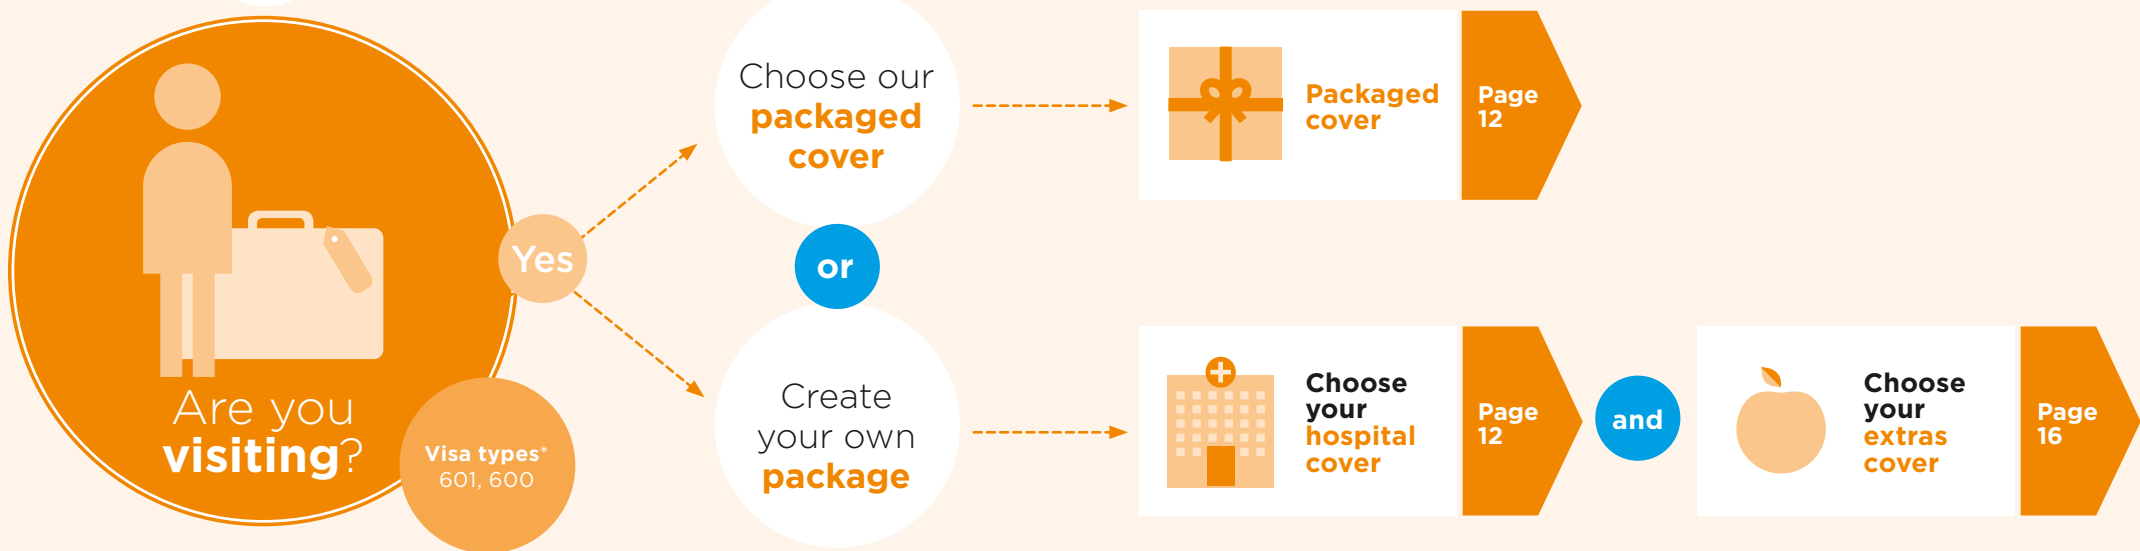 Are you
visiting?
Visa types*
601, 600
Yes
Choose our
packaged
cover
Packaged
cover
Page
12
or
Create
your own
package
Choose
your
hospital
cover
Page
12
and
Choose
your
extras
cover
Page
16